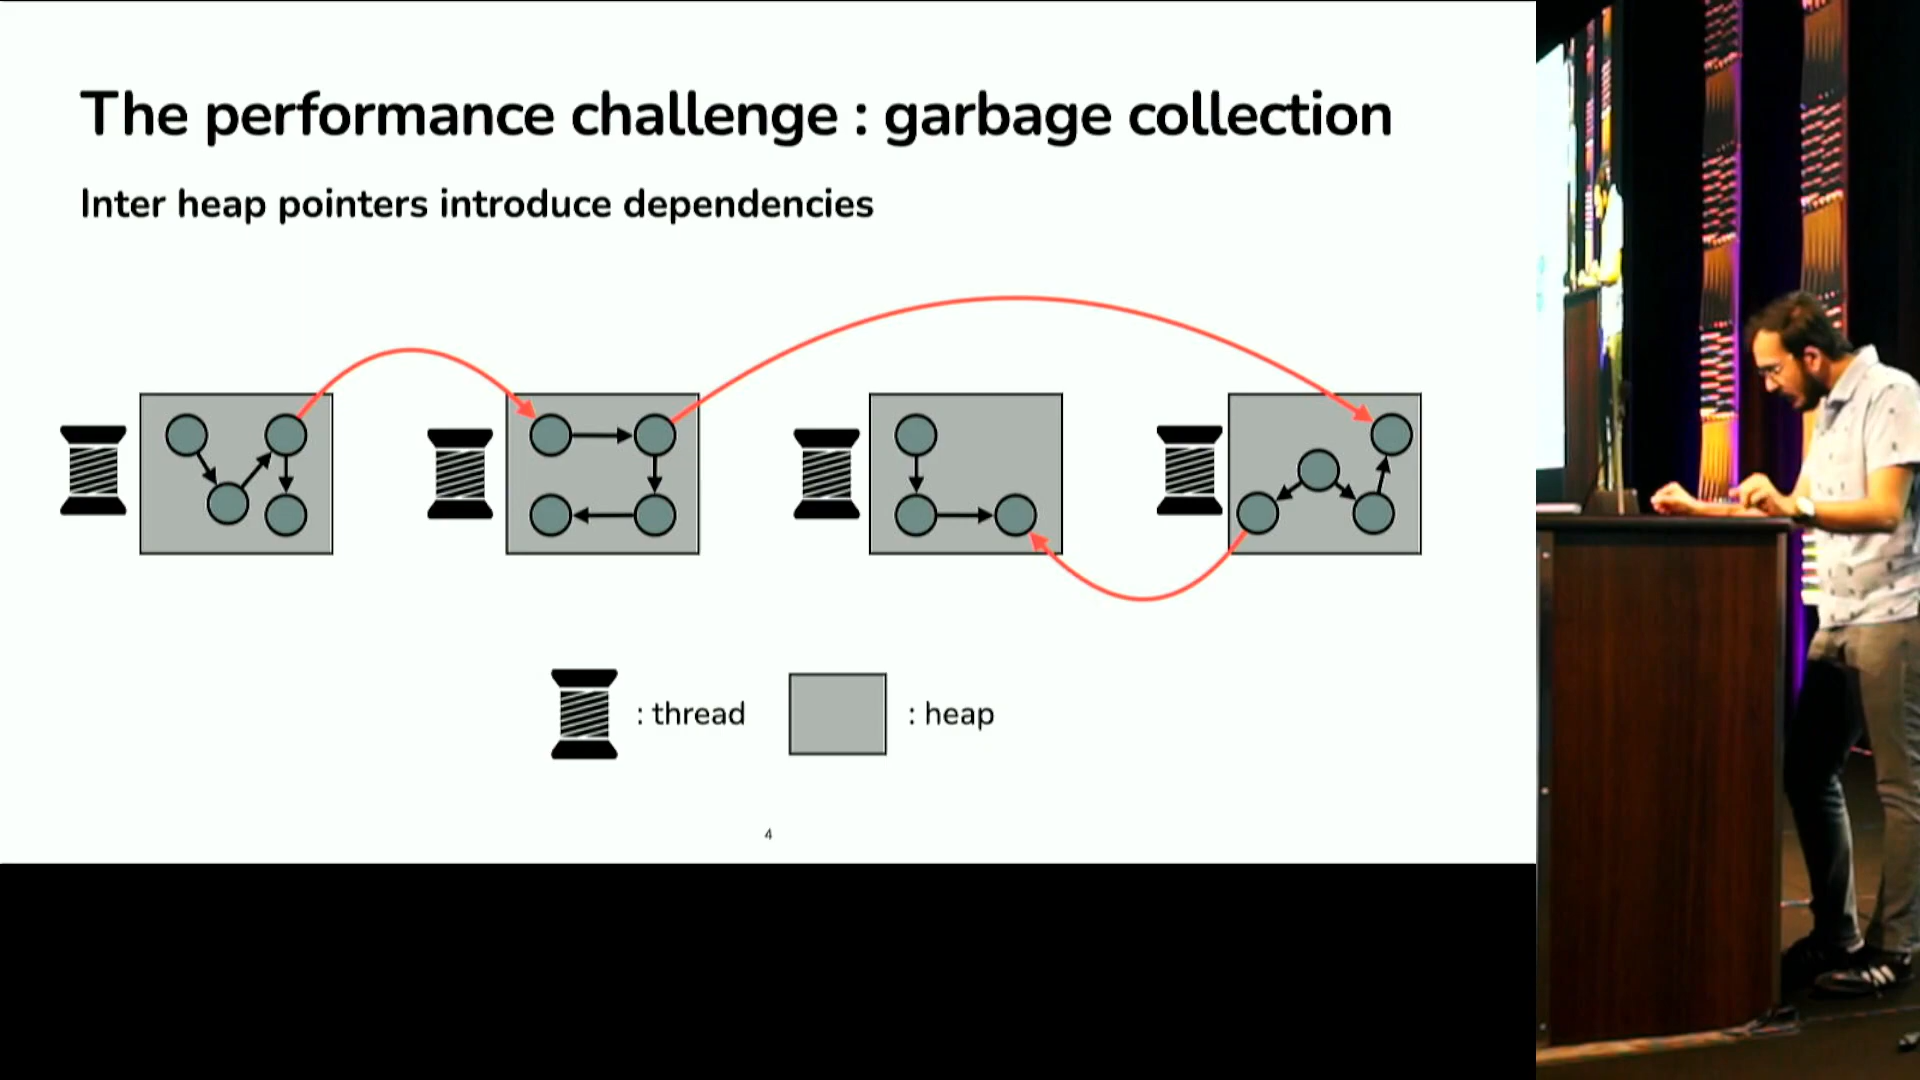 The performance challenge : garbage collection
Inter heap pointers introduce dependencies
: thread
: heap
4